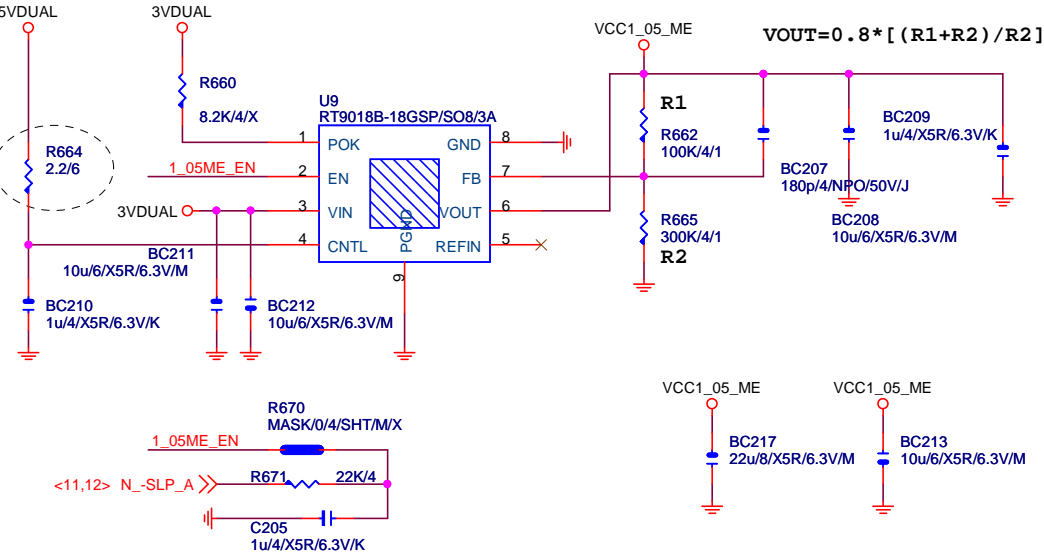 5VDUAL
3VDUAL
VCC1_05_ME
VOUT=0.8*[(R1+R2)/R2]
R660
8.2K/4/X
U9
RT9018B-18GSP/SO8/3A
R664
2.2/6
1_05ME_EN
3VDUAL
1
2
3
4
POK
EN
VIN
CNTL
PGND
9
GND
FB
VOUT
REFIN
8
7
6
5
R1
R662
100K/4/1
R665
300K/4/1
R2
BC207
180p/4/NPO/50V/J
BC208
10u/6/X5R/6.3V/M
BC209
1u/4/X5R/6.3V/K
BC211
10u/6/X5R/6.3V/M
BC210
1u/4/X5R/6.3V/K
BC212
10u/6/X5R/6.3V/M
R670
MASK/0/4/SHT/M/X
1_05ME_EN
<11,12> N_-SLP_A
R671
22K/4
C205
1u/4/X5R/6.3V/K
VCC1_05_ME
BC217
22u/8/X5R/6.3V/M
VCC1_05_ME
BC213
10u/6/X5R/6.3V/M